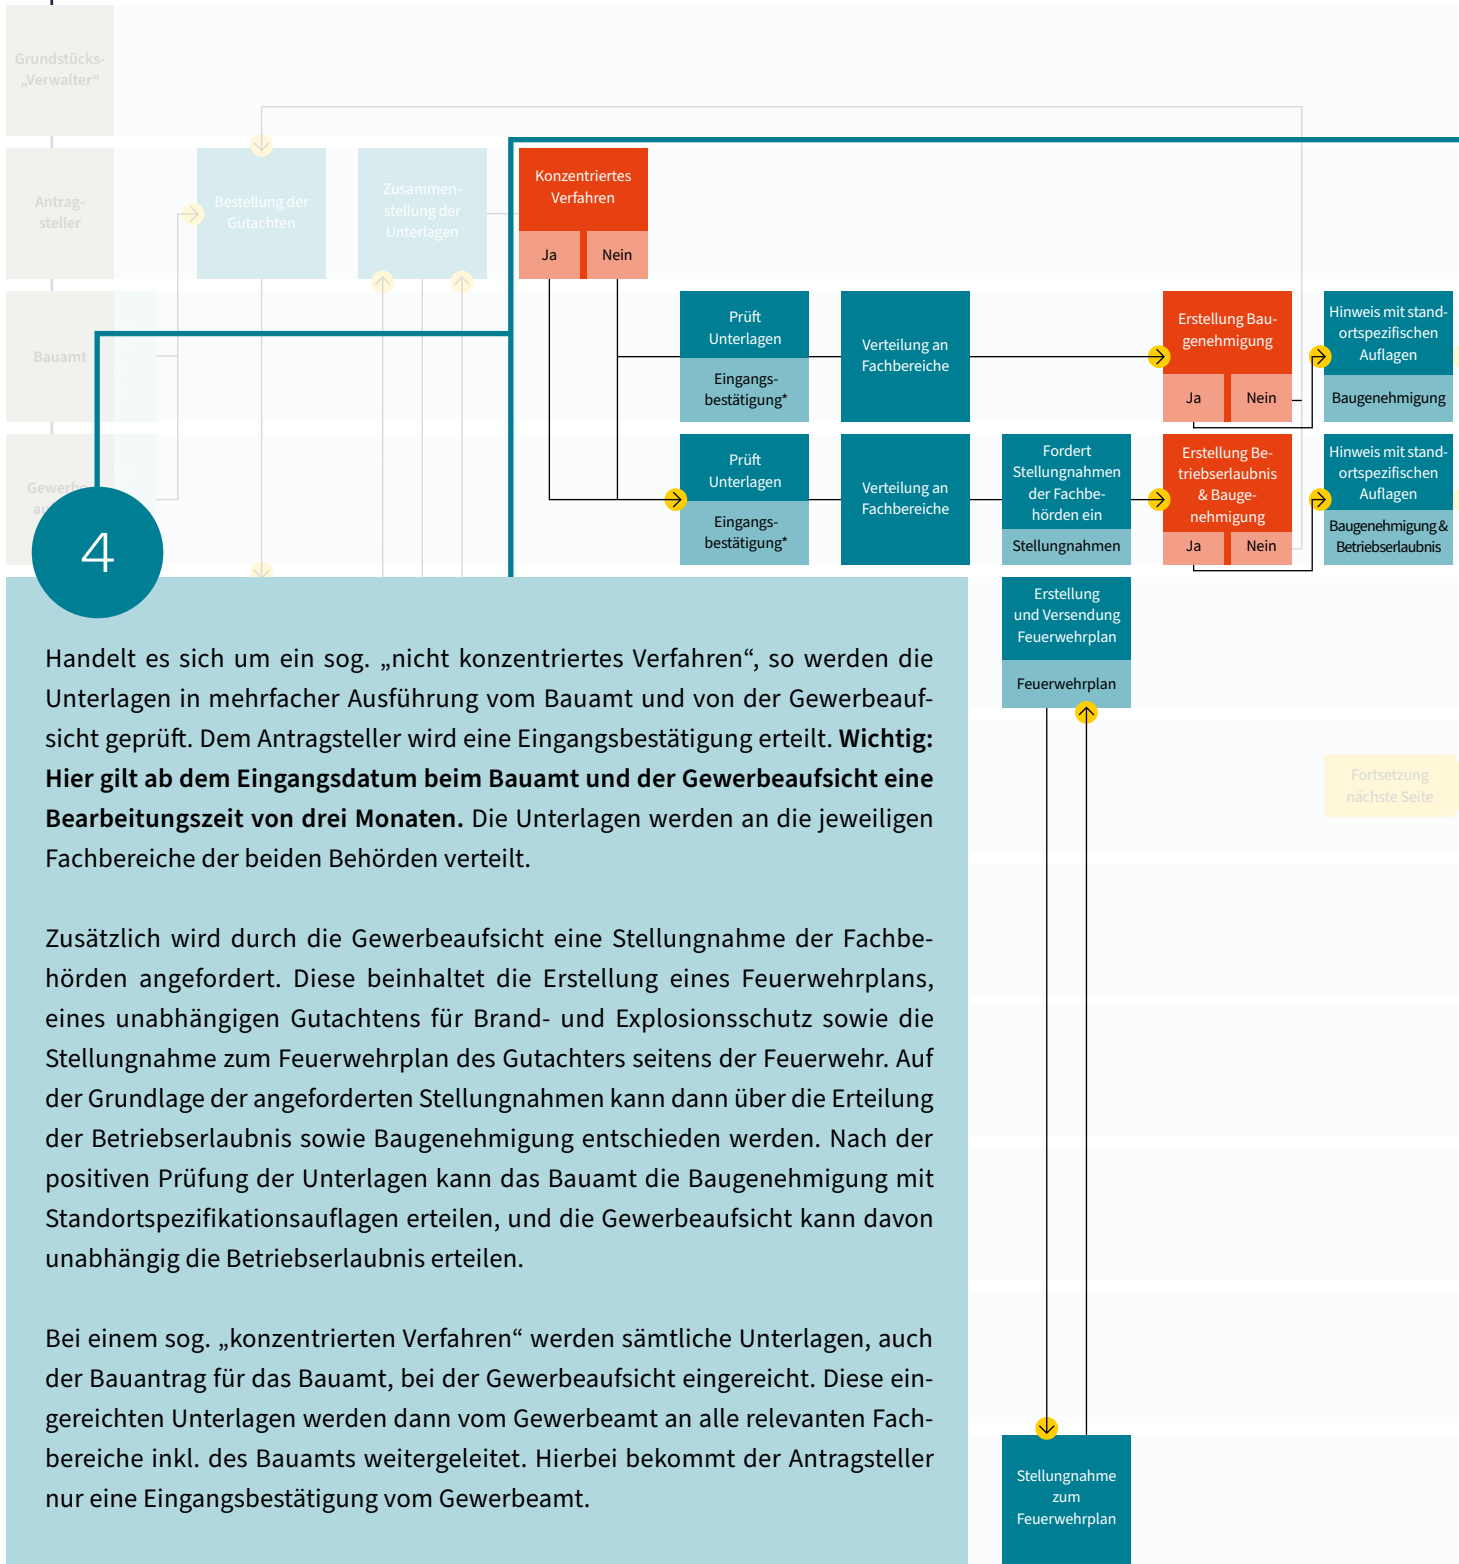 Grundstücks-
„Verwalter“
Antrag-
steller
Bestellung der
Gutachten
Zusammen-
stellung der
Unterlagen
Konzentriertes
Verfahren
Ja
Nein
Bauamt
Prüft
Unterlagen
Eingangs-
bestätigung*
Verteilung an
Fachbereiche
Erstellung Bau-
genehmigung
Ja
Nein
Hinweis mit stand-
ortspezifischen
Auflagen
Baugenehmigung
Prüft
Unterlagen
Eingangs-
bestätigung*
Verteilung an
Fachbereiche
Fordert
Stellungnahmen
der Fachbe-
hörden ein
Stellungnahmen
Erstellung Be-
triebserlaubnis
& Bauge-
nehmigung
Ja
Nein
Hinweis mit stand-
ortspezifischen
Auflagen
Baugenehmigung &
Betriebserlaubnis
4
Erstellung
und Versendung
Feuerwehrplan
Feuerwehrplan
Fortsetzung
nächste Seite
Stellungnahme
zum
Feuerwehrplan
Handelt es sich um ein sog. „nicht konzentriertes Verfahren“, so werden die
Unterlagen in mehrfacher Ausführung vom Bauamt und von der Gewerbeauf-
sicht geprüft. Dem Antragsteller wird eine Eingangsbestätigung erteilt. Wichtig:
Hier gilt ab dem Eingangsdatum beim Bauamt und der Gewerbeaufsicht eine
Bearbeitungszeit von drei Monaten. Die Unterlagen werden an die jeweiligen
Fachbereiche der beiden Behörden verteilt.
Zusätzlich wird durch die Gewerbeaufsicht eine Stellungnahme der Fachbe-
hörden angefordert. Diese beinhaltet die Erstellung eines Feuerwehrplans,
eines unabhängigen Gutachtens für Brand- und Explosionsschutz sowie die
Stellungnahme zum Feuerwehrplan des Gutachters seitens der Feuerwehr. Auf
der Grundlage der angeforderten Stellungnahmen kann dann über die Erteilung
der Betriebserlaubnis sowie Baugenehmigung entschieden werden. Nach der
positiven Prüfung der Unterlagen kann das Bauamt die Baugenehmigung mit
Standortspezifikationsauflagen erteilen, und die Gewerbeaufsicht kann davon
unabhängig die Betriebserlaubnis erteilen.
Bei einem sog. „konzentrierten Verfahren“ werden sämtliche Unterlagen, auch
der Bauantrag für das Bauamt, bei der Gewerbeaufsicht eingereicht. Diese ein-
gereichten Unterlagen werden dann vom Gewerbeamt an alle relevanten Fach-
bereiche inkl. des Bauamts weitergeleitet. Hierbei bekommt der Antragsteller
nur eine Eingangsbestätigung vom Gewerbeamt.